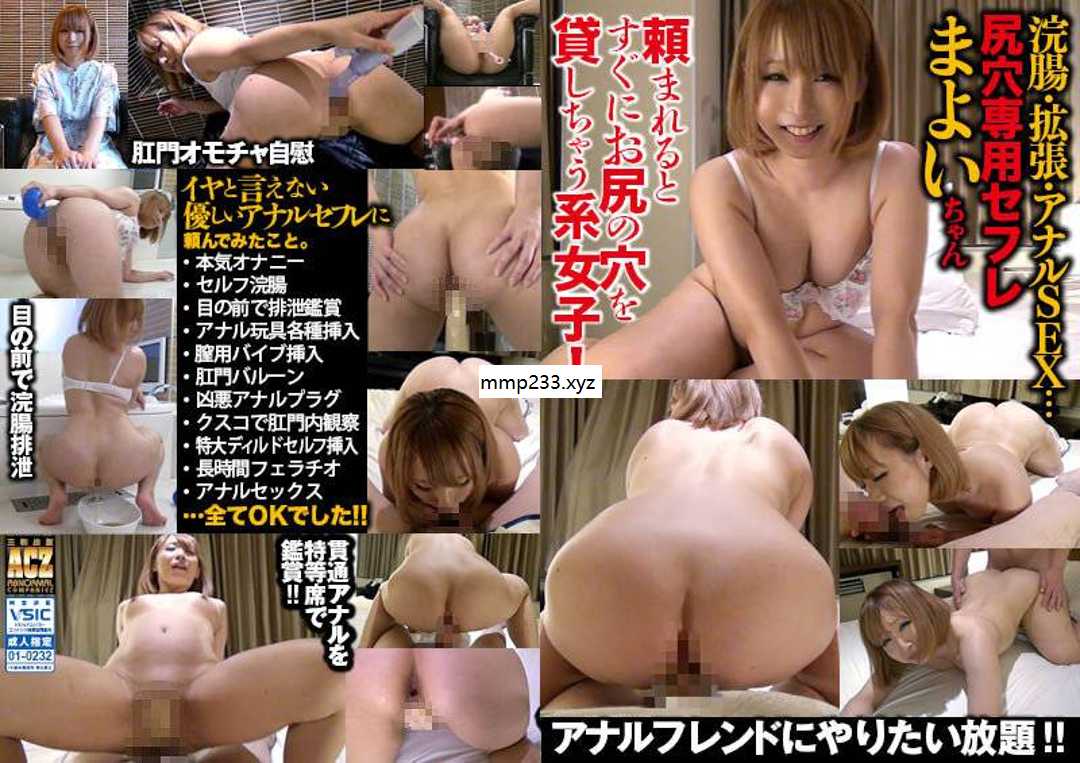 肛門オモチャ自慰
イヤと言えない
優しいアナルセフレに
頼んでみたこと。
・本気オナニー
・セルフ浣腸
・目の前で排泄鑑賞
・アナル玩具各種挿入
・膣用バイブ挿入
・肛門バルーン
・凶悪アナルプラグ
・クスコで肛門内観察
・特大ディルドセルフ挿入
・長時間フェラチオ
・アナルセックス
…全てOKでした!!
目の前で浣腸排泄
貫通アナルを
特等席で
鑑賞!!
三和出版
ACZ
ABNORMAL
COMPANIEZ
VSIC
成人指定
01-0232
浣腸・拡張・アナルSEX…
尻穴専用セフレ
まよいちゃん
頼まれると
すぐにお尻の穴を
貸しちゃう系女子!
mmp233.xyz
アナルフレンドにやりたい放題!!